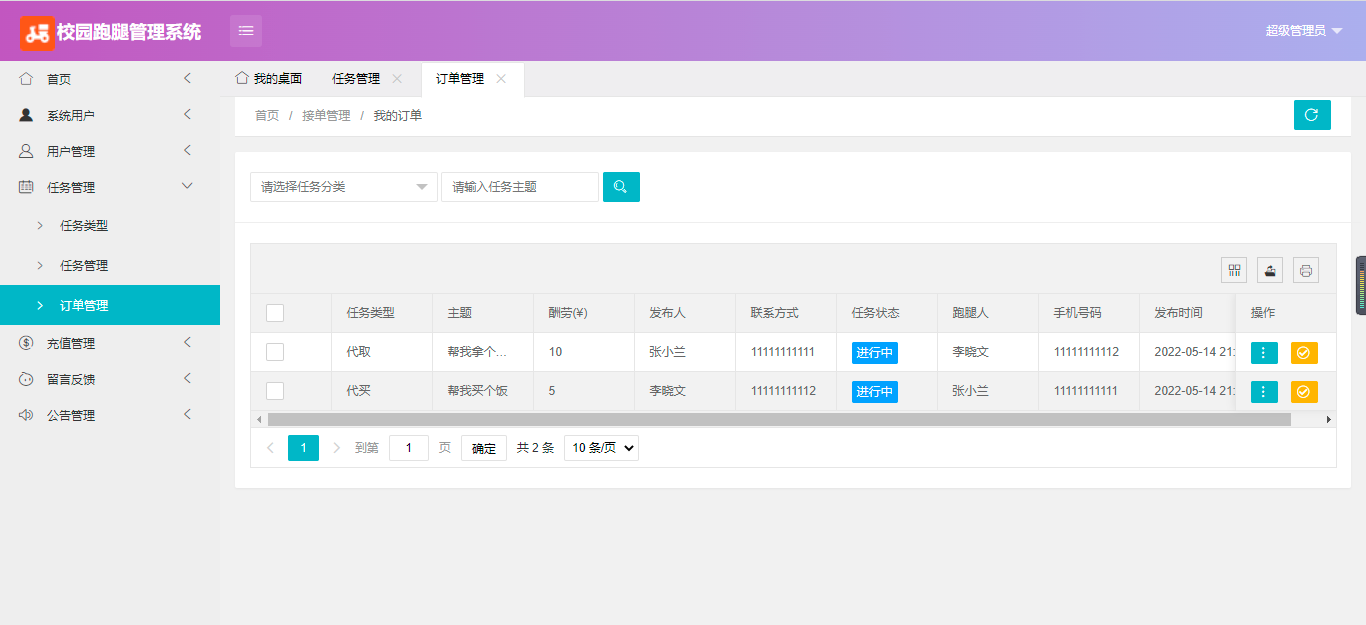 校园跑腿管理系统
超级管理员
首页
系统用户
用户管理
任务管理
任务类型
任务管理
订单管理
充值管理
留言反馈
公告管理
我的桌面 任务管理 订单管理
首页 / 接单管理 / 我的订单
请选择任务分类 请输入任务主题
任务类型 主题 酬劳(¥) 发布人 联系方式 任务状态 跑腿人 手机号码 发布时间 操作
代取 帮我拿个... 10 张小兰 11111111111 进行中 李晓文 11111111112 2022-05-14 21:
代买 帮我买个饭 5 李晓文 11111111112 进行中 张小兰 11111111111 2022-05-14 21:
1 到第 1 页 确定 共 2 条 10 条/页